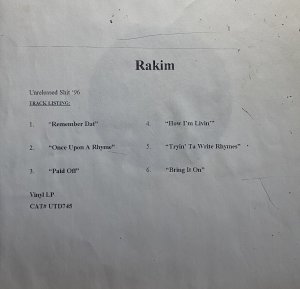 Rakim
Unreleased Shit '96
TRACK LISTING:
1. "Remember Dat"
2. "Once Upon A Rhyme"
3. "Paid Off"
4. "How I'm Livin'"
5. "Tryin' Ta Write Rhymes"
6. "Bring It On"
Vinyl LP
CAT# UTD745